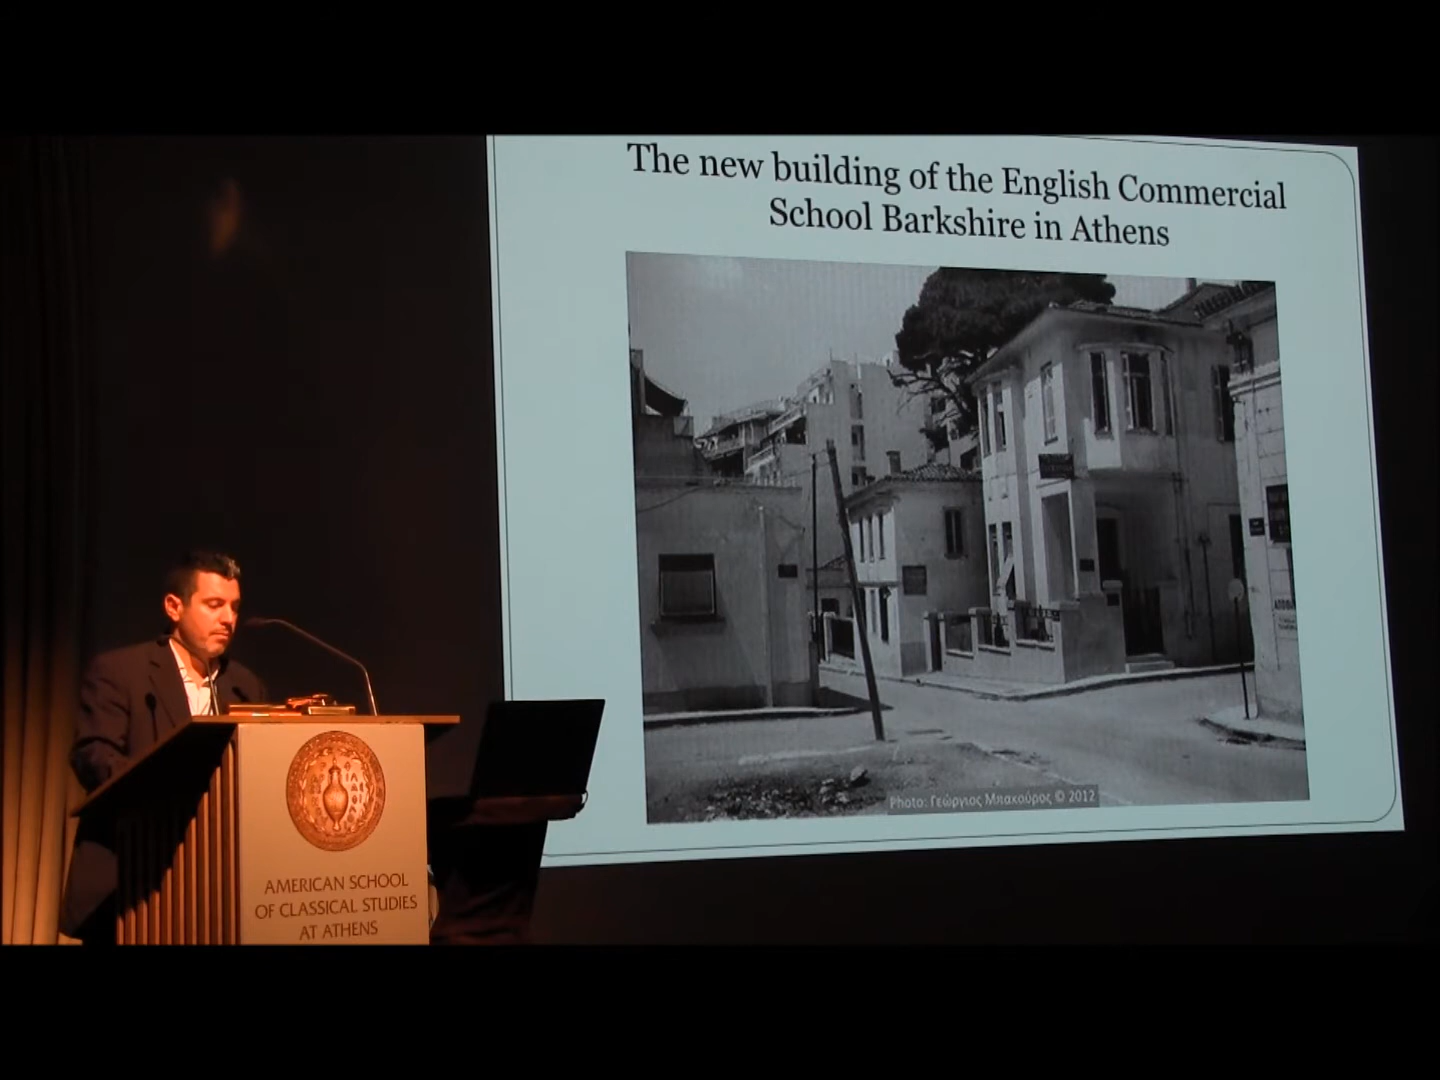 The new building of the English Commercial
School Barkshire in Athens
Photo: Γεώργιος Μπακούρος © 2012
AMERICAN SCHOOL
OF CLASSICAL STUDIES
AT ATHENS